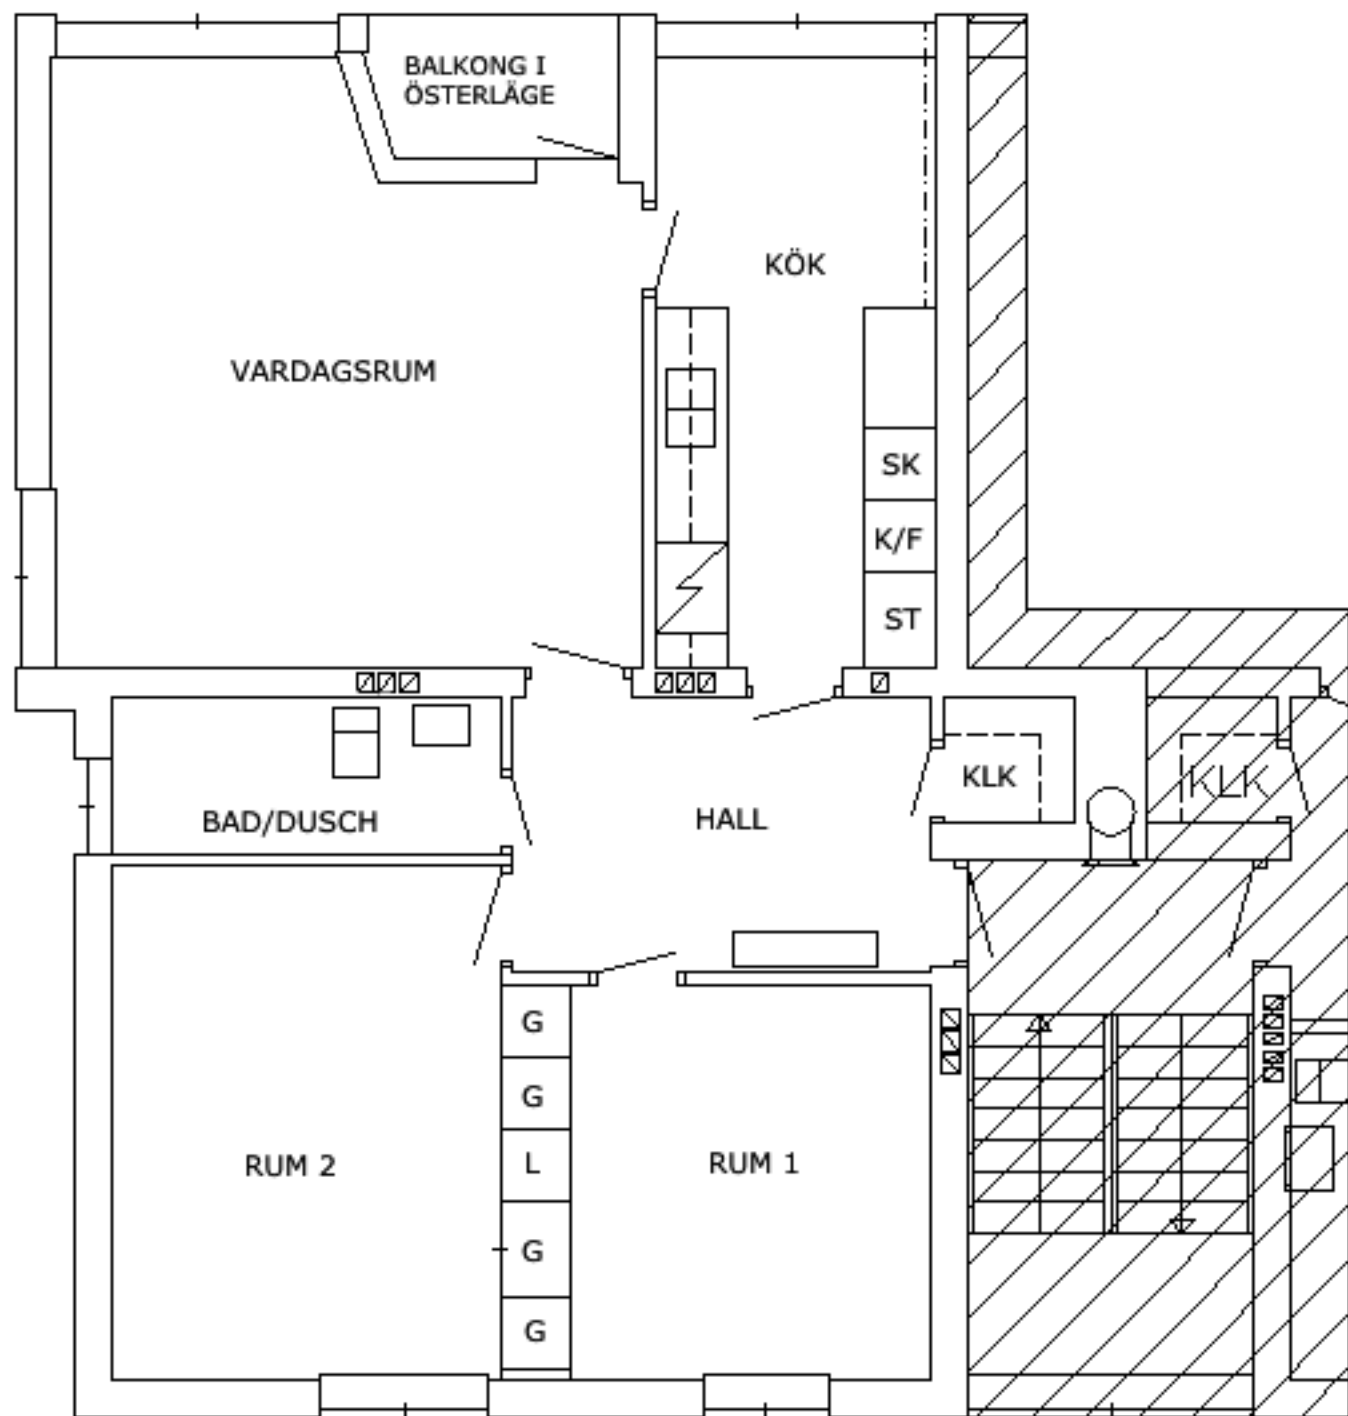 BALKONG I
ÖSTERLÄGE
KÖK
VARDAGSRUM
SK
K/F
ST
KLK
KLK
HALL
BAD/DUSCH
G
G
L
G
G
RUM 2
RUM 1